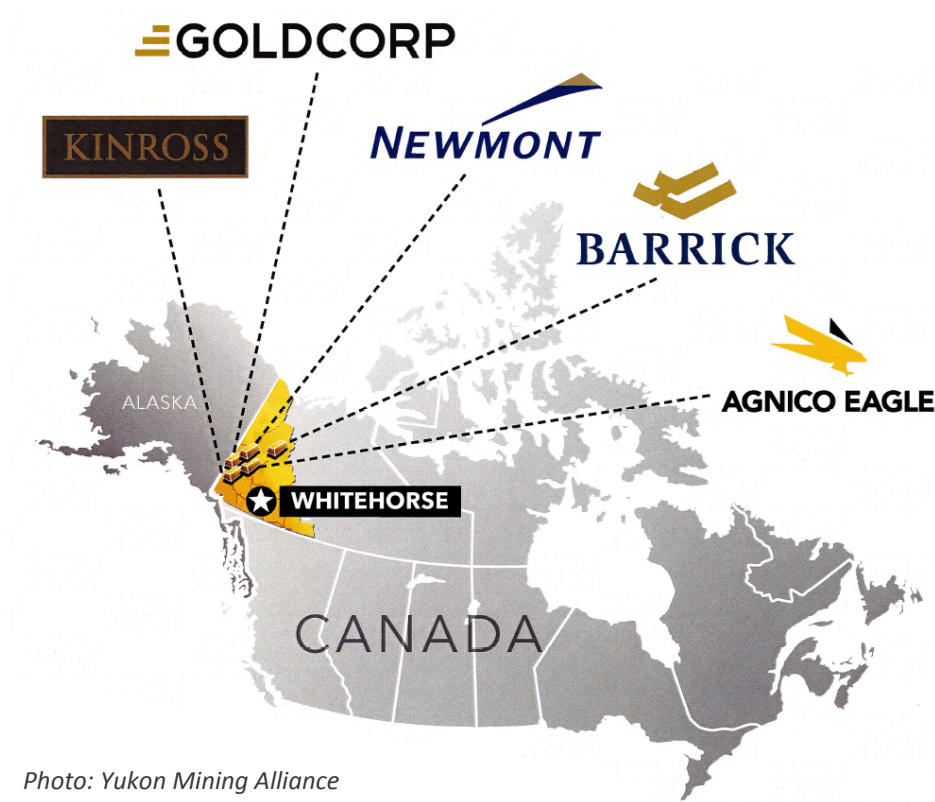 GOLDCORP
KINROSS
NEWMONT
BARRICK
AGNICO EAGLE
ALASKA
WHITEHORSE
CANADA
Photo: Yukon Mining Alliance